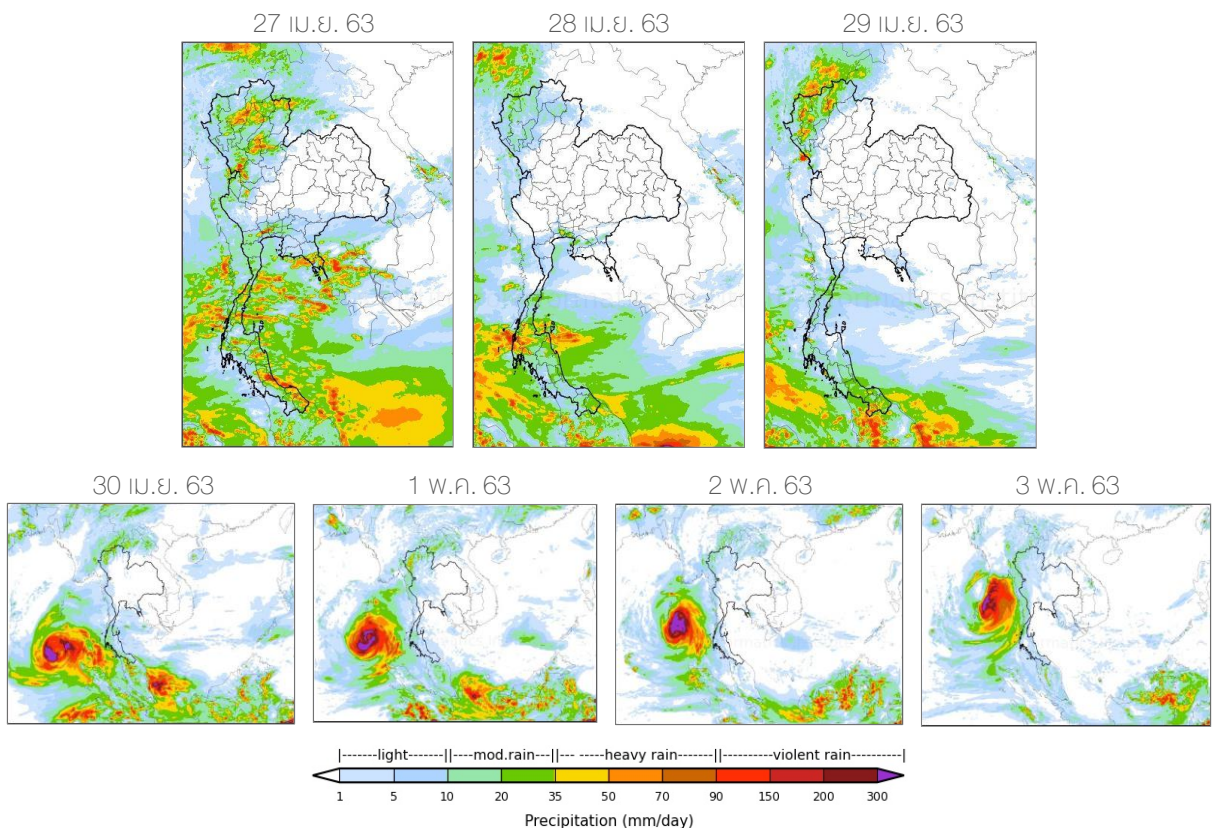 27 เม.ย. 63
28 เม.ย. 63
29 เม.ย. 63
30 เม.ย. 63
1 พ.ค. 63
2 พ.ค. 63
3 พ.ค. 63
|-------light-------||----mod.rain---||--- -----heavy rain------||--------violent rain----------|
1 5 10 20 35 50 70 90 150 200 300
Precipitation (mm/day)